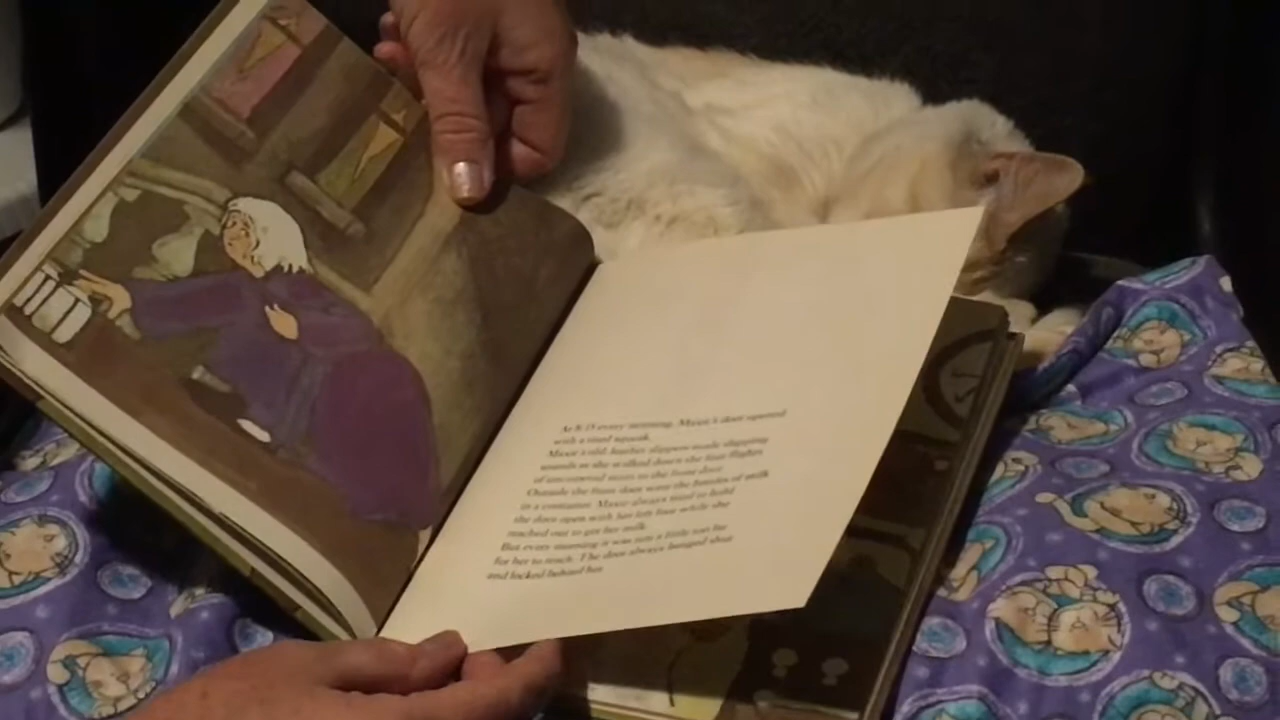 At 8:15 every morning, Maxie's door opened
with a tired squeak.
Maxie's old, leather slippers made slapping
sounds as she walked down the four flights
of uncovered stairs to the front door.
Outside the front door were the bottles of milk
in a container. Maxie always tried to hold
the door open with her left foot while she
reached out to get her milk.
But every morning it was just a little too far
for her to reach. The door always banged shut
and locked behind her.